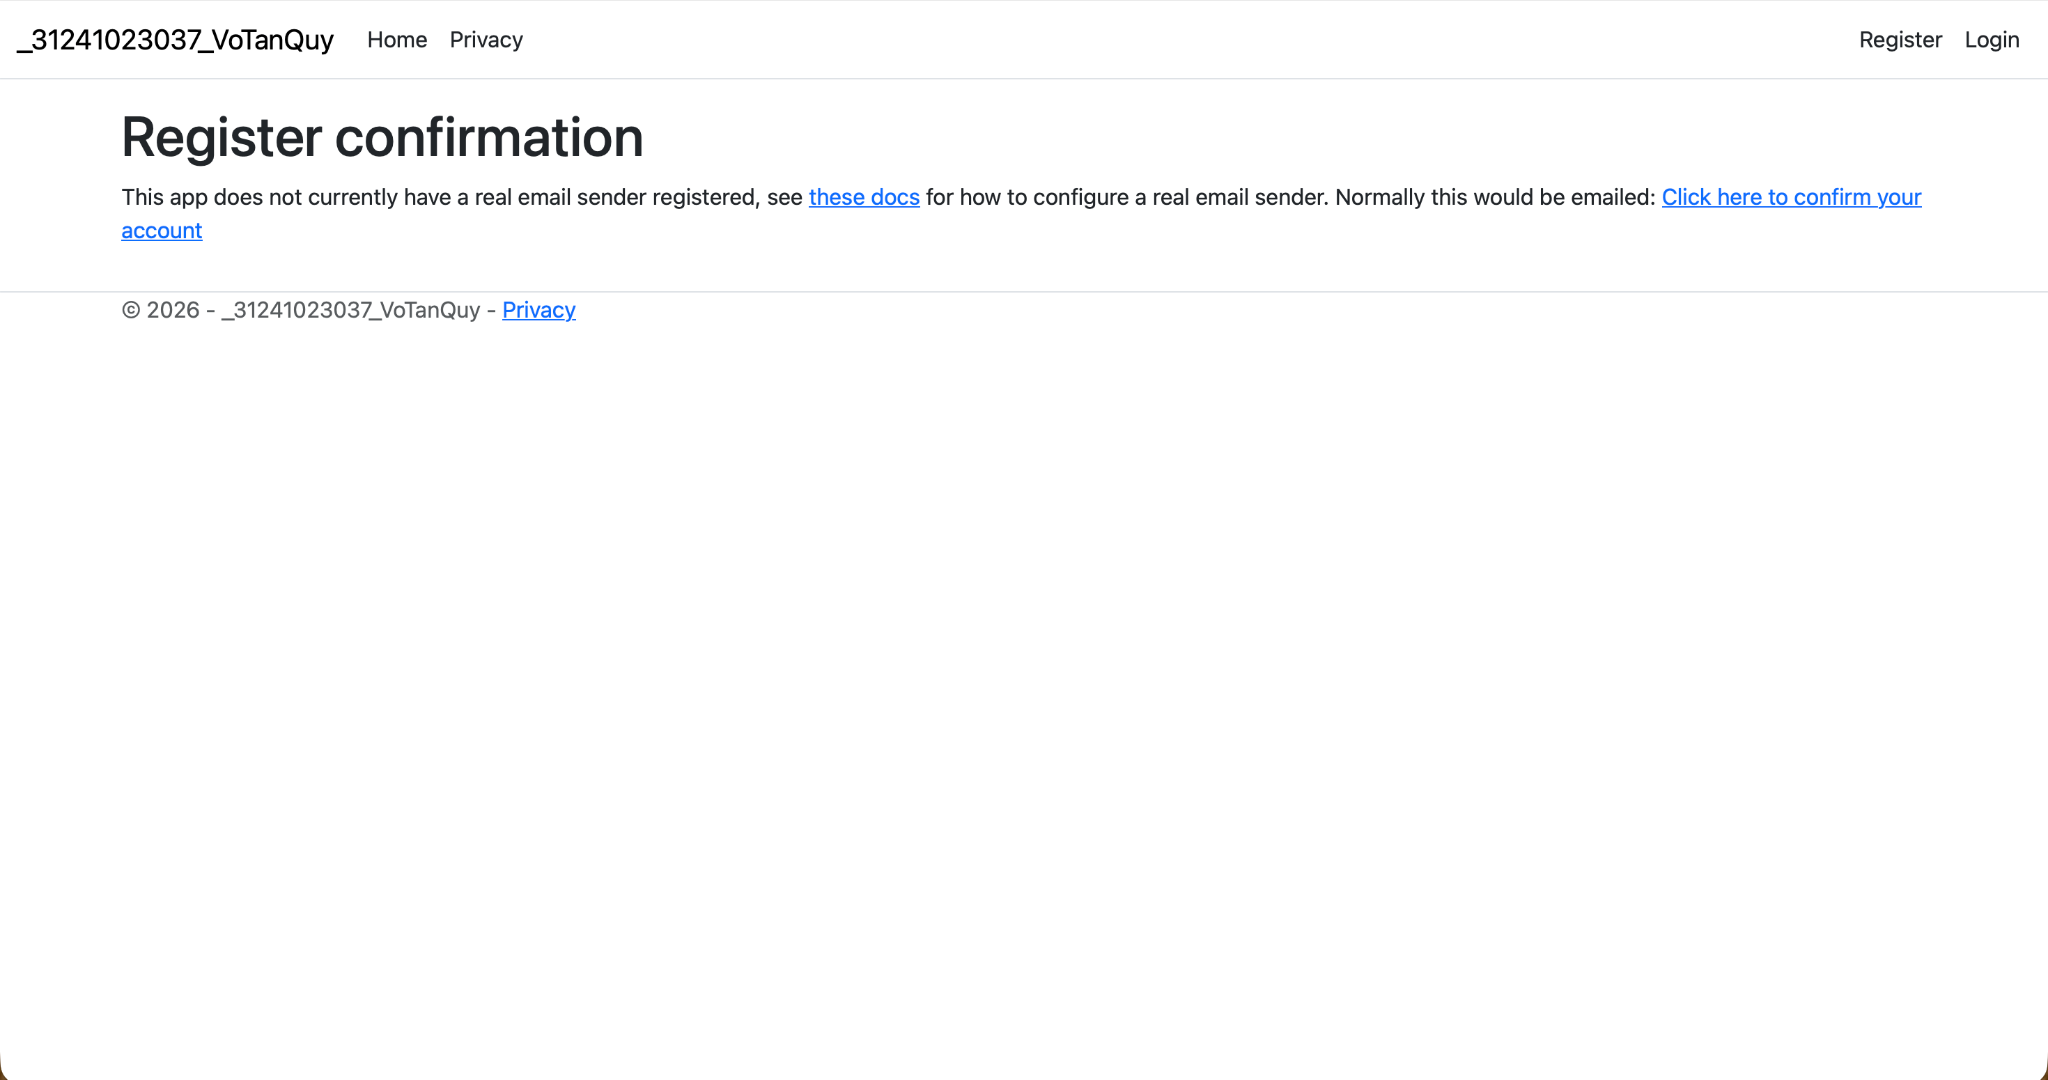 _31241023037_VoTanQuy Home Privacy Register Login
Register confirmation
This app does not currently have a real email sender registered, see these docs for how to configure a real email sender. Normally this would be emailed: Click here to confirm your
account
© 2026 - _31241023037_VoTanQuy - Privacy